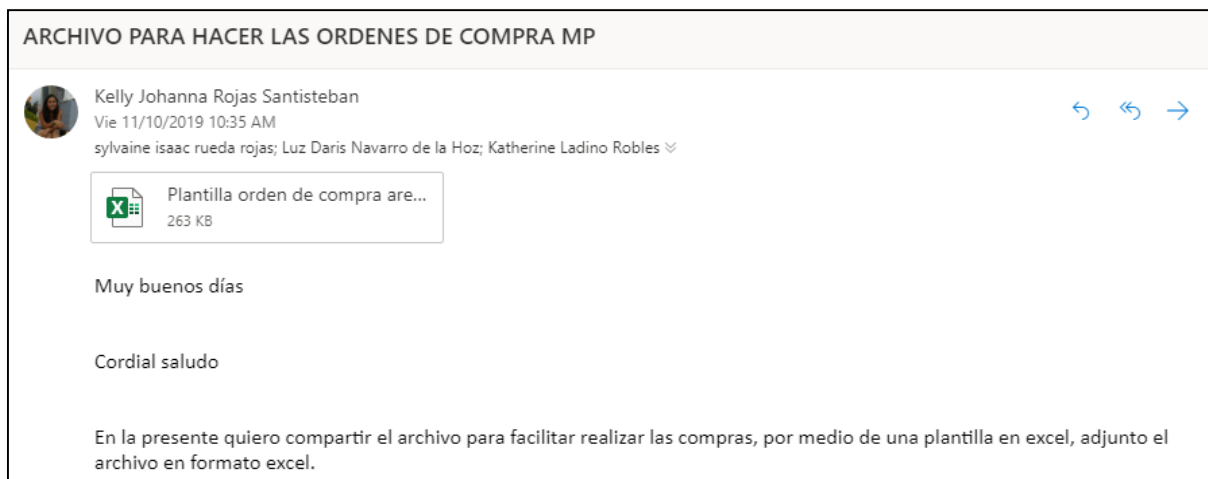 ARCHIVO PARA HACER LAS ORDENES DE COMPRA MP
Kelly Johanna Rojas Santisteban
Vie 11/10/2019 10:35 AM
sylvaine isaac rueda rojas; Luz Daris Navarro de la Hoz; Katherine Ladino Robles
Plantilla orden de compra are...
263 KB
Muy buenos días
Cordial saludo
En la presente quiero compartir el archivo para facilitar realizar las compras, por medio de una plantilla en excel, adjunto el
archivo en formato excel.